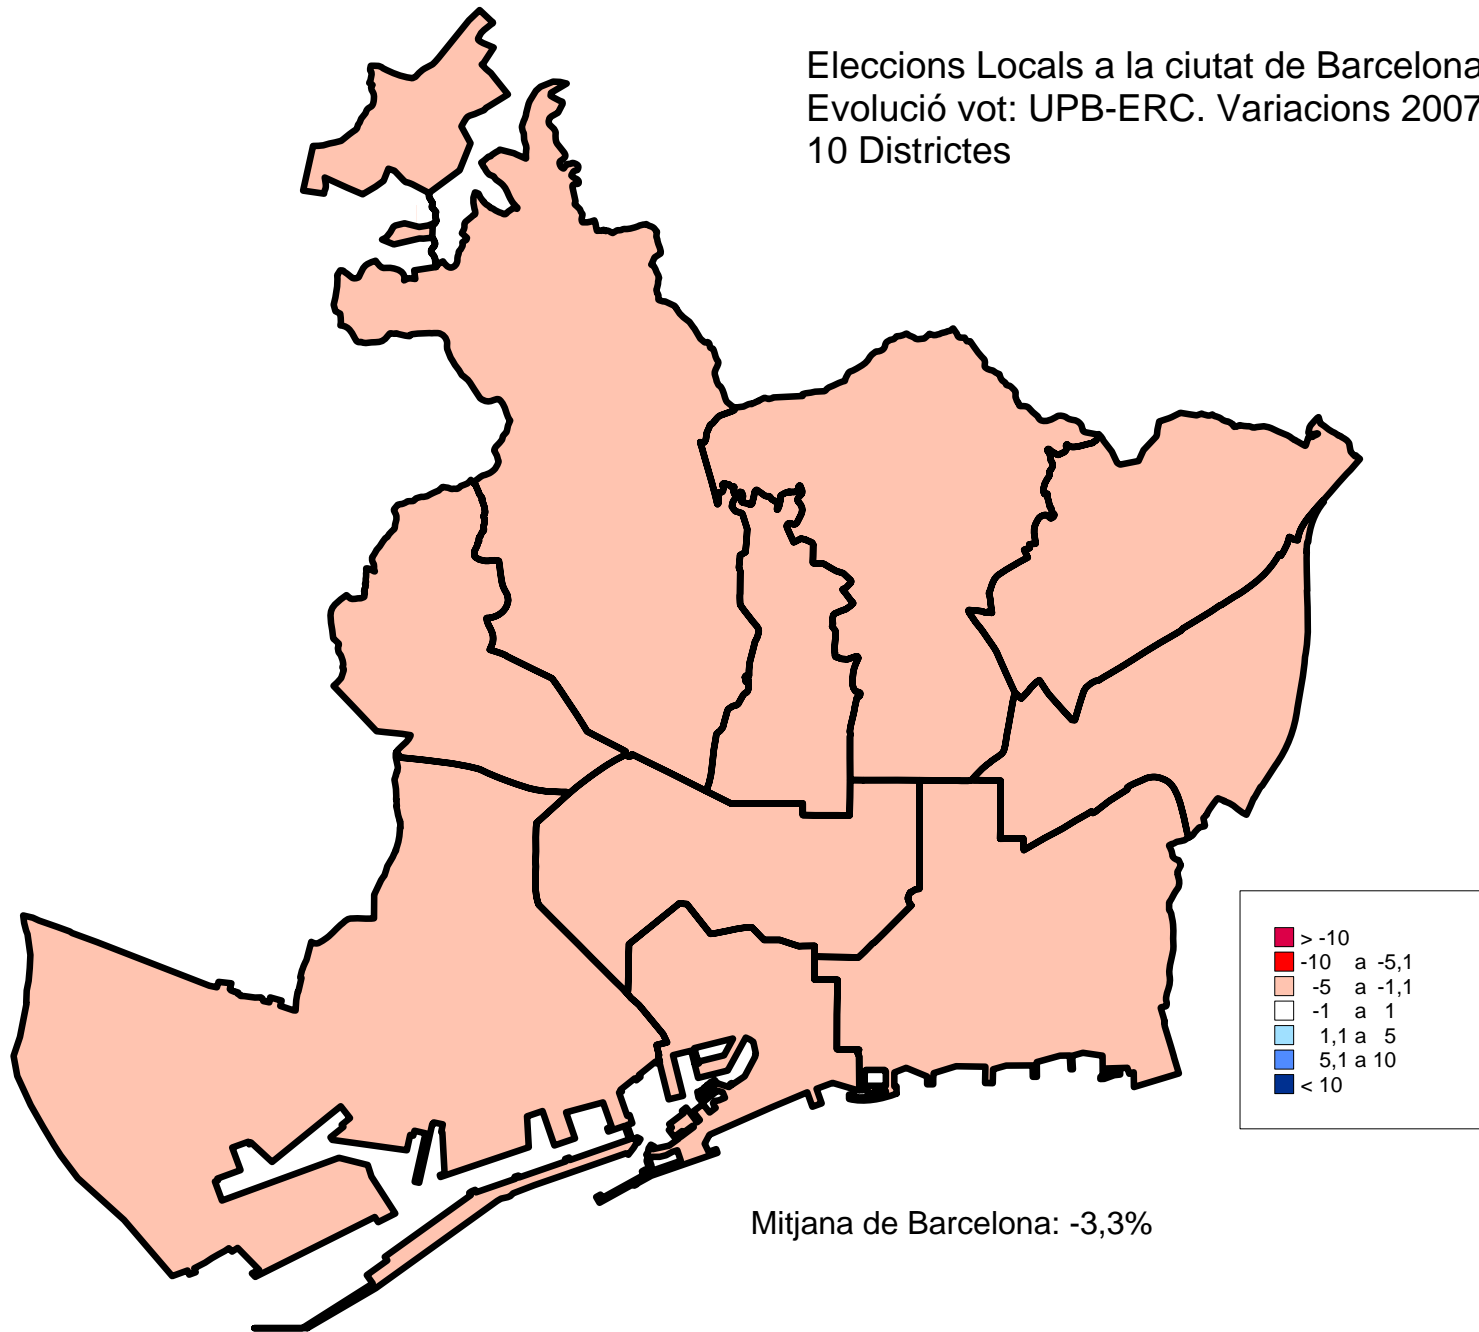 Eleccions Locals a la ciutat de Barcelona
Evolució vot: UPB-ERC. Variacions 2007
10 Districtes
> -10
-10 a -5,1
-5 a -1,1
-1 a 1
1,1 a 5
5,1 a 10
< 10
Mitjana de Barcelona: -3,3%